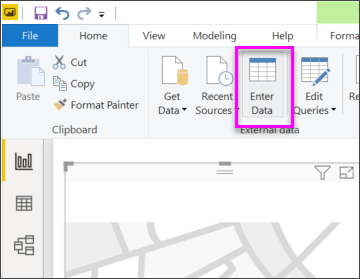 File Home View Modeling Help Forma
Paste
Cut
Copy
Format Painter
Clipboard
Get
Data
Recent
Sources
Enter
Data
Edit
Queries
Re
External data